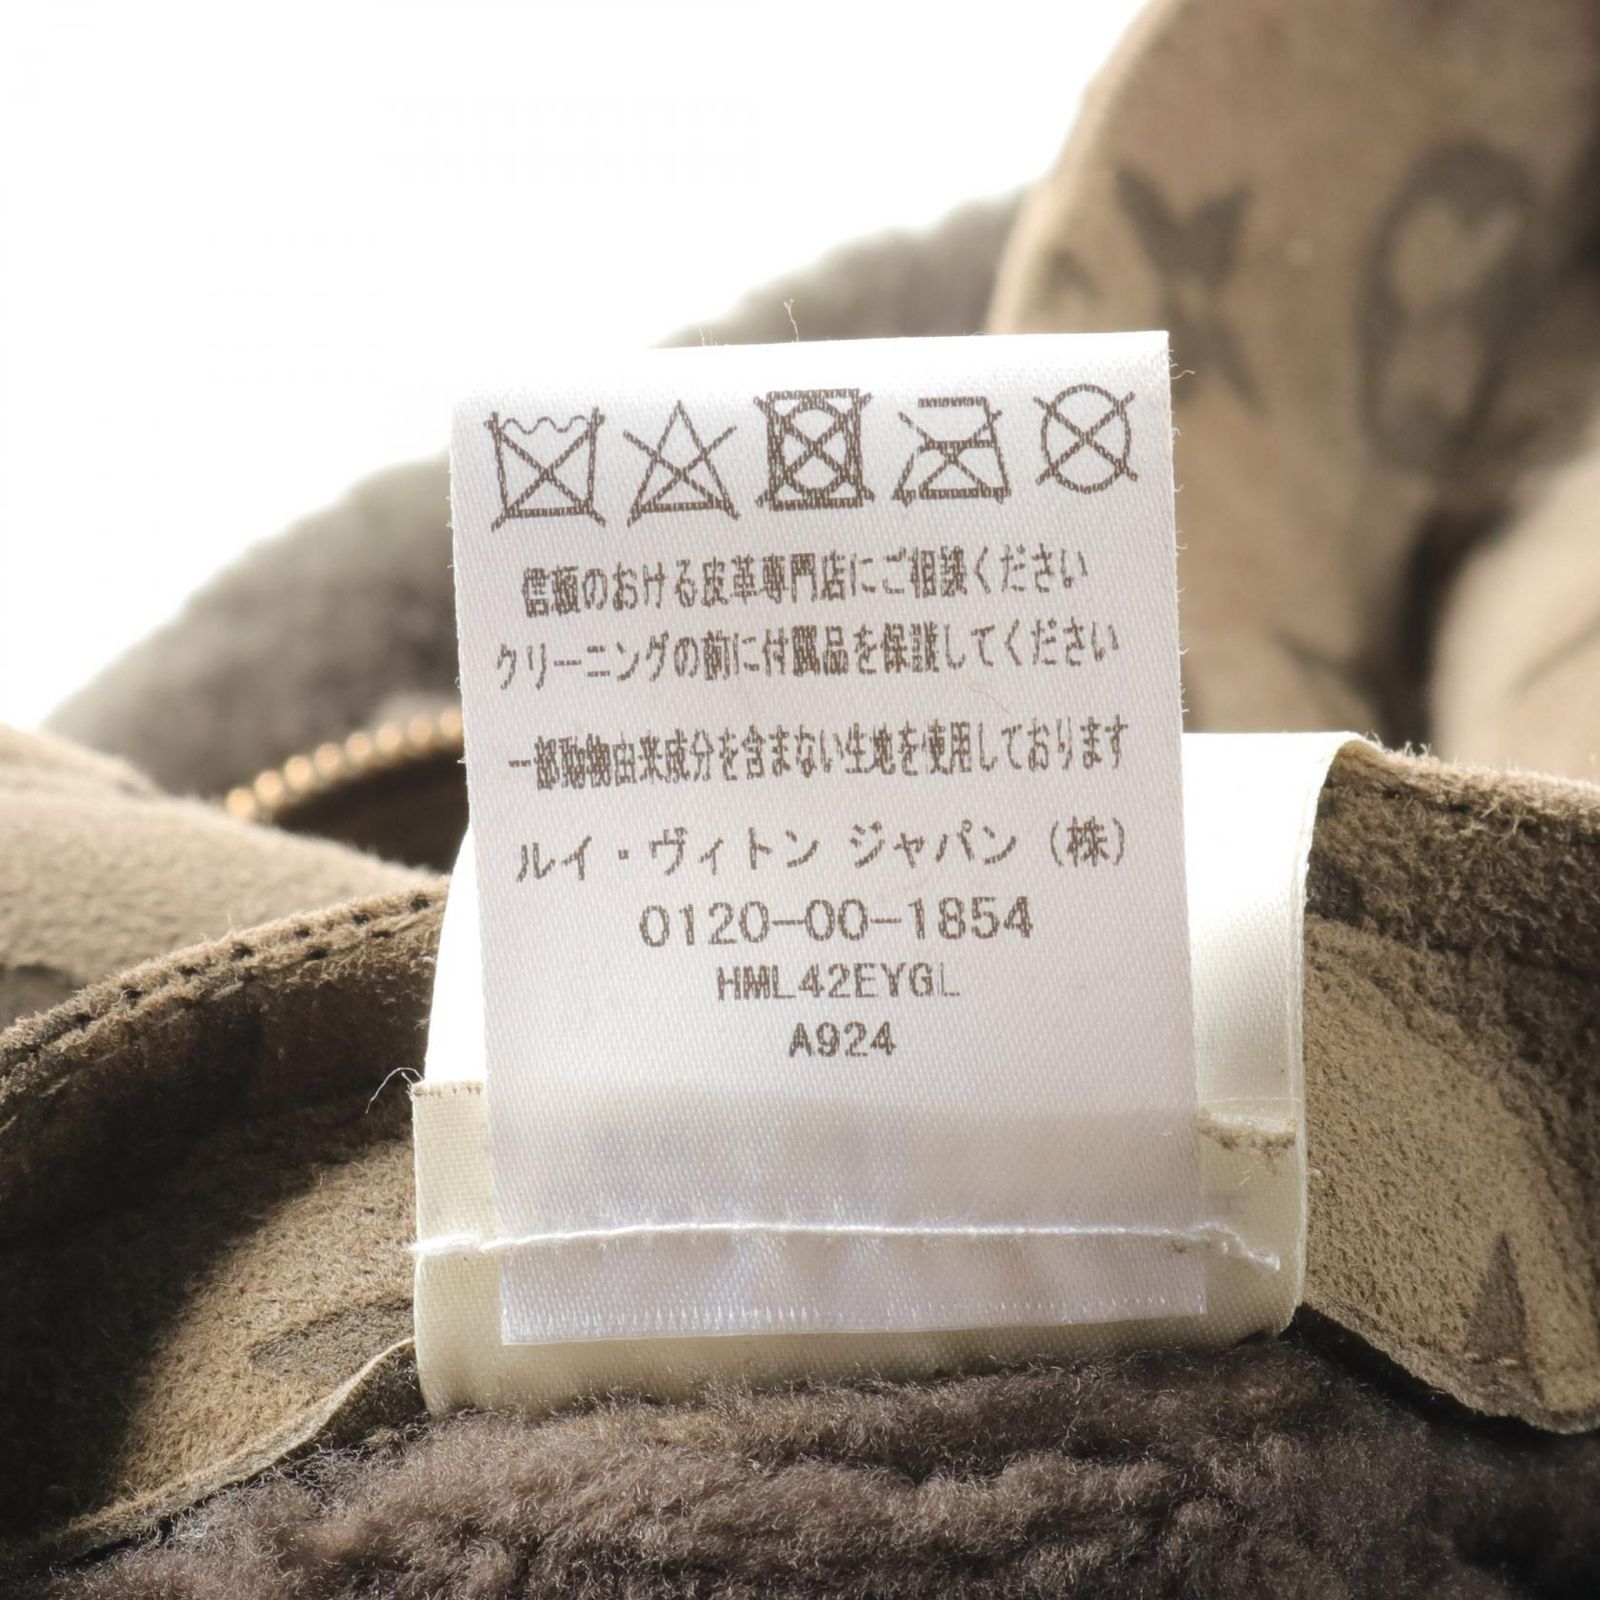 信頼のおける皮革専門店にご相談ください
クリーニングの前に付属品を保護してください
一部動物由来成分を含まない生地を使用しております
ルイ・ヴィトン ジャパン（株）
0120-00-1854
HML42EYGL
A924